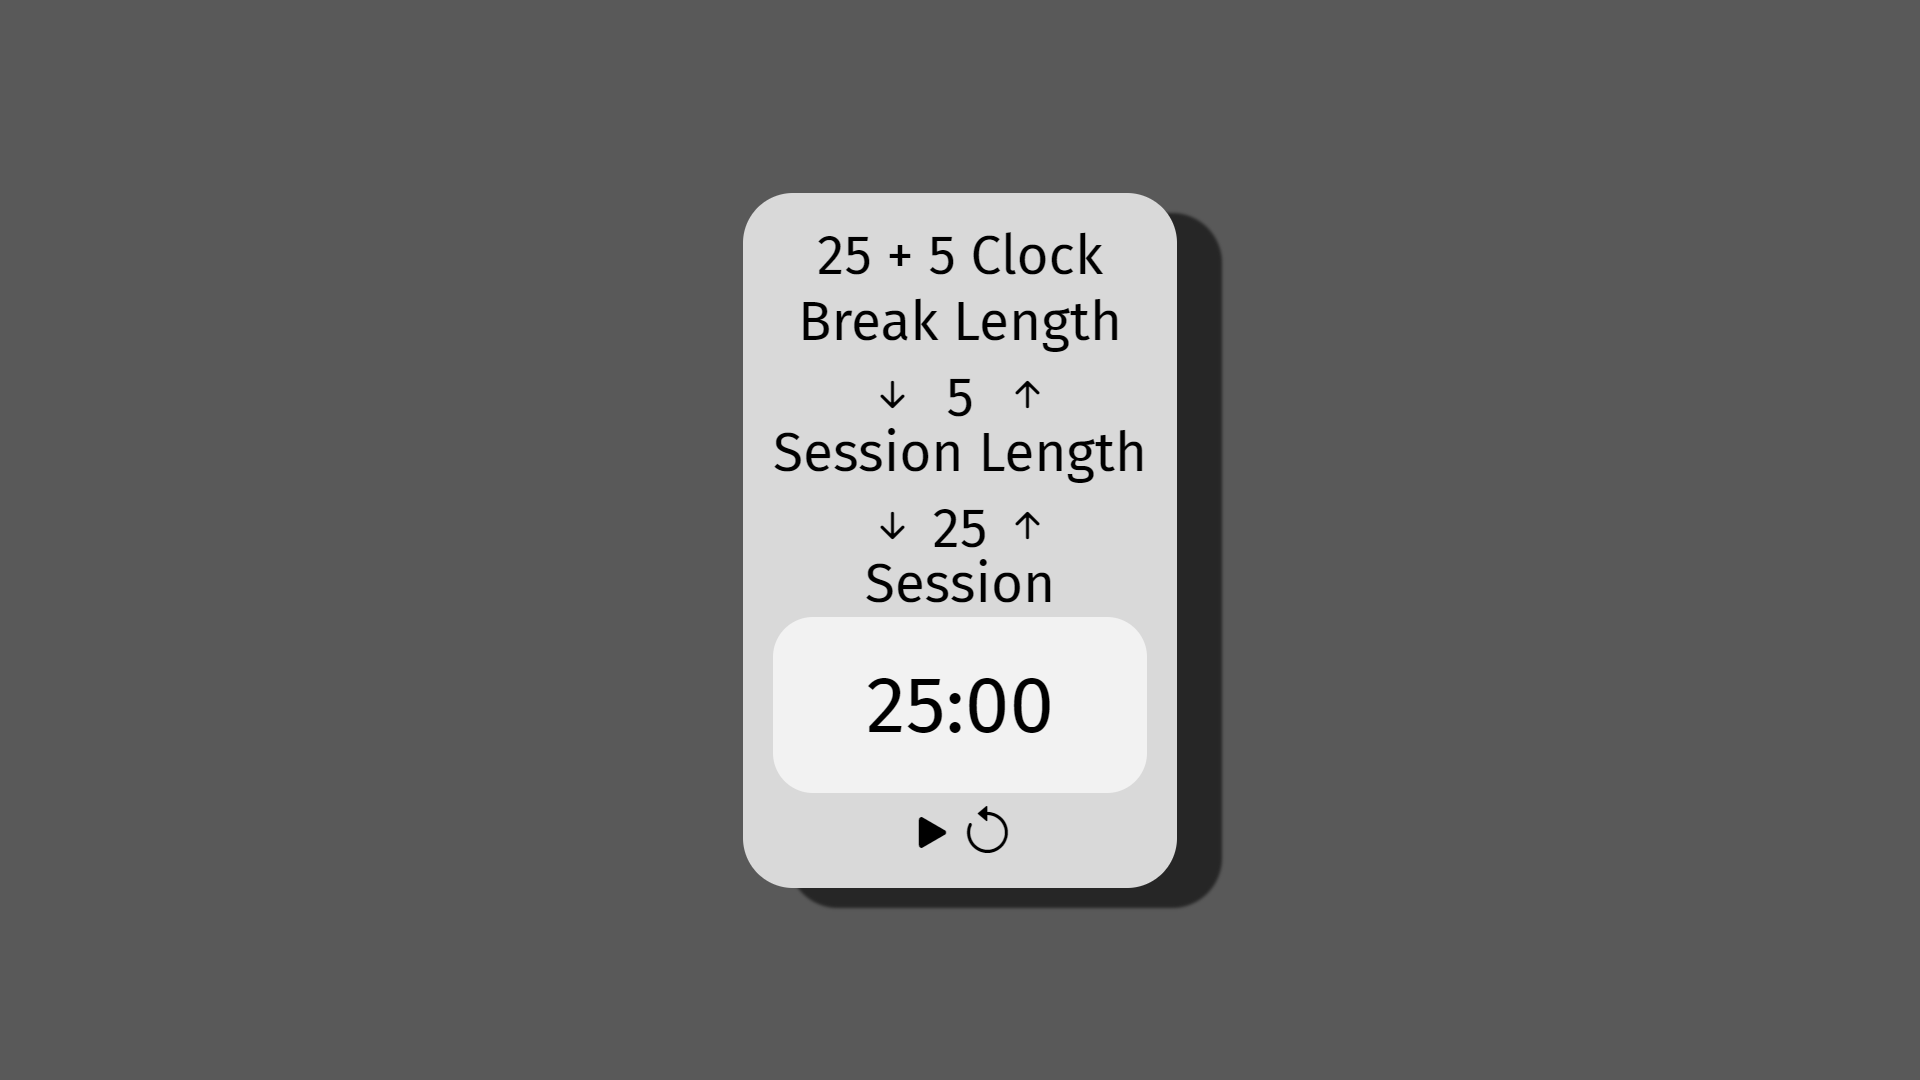 25 + 5 Clock
Break Length
↓ 5 ↑
Session Length
↓ 25 ↑
Session
25:00